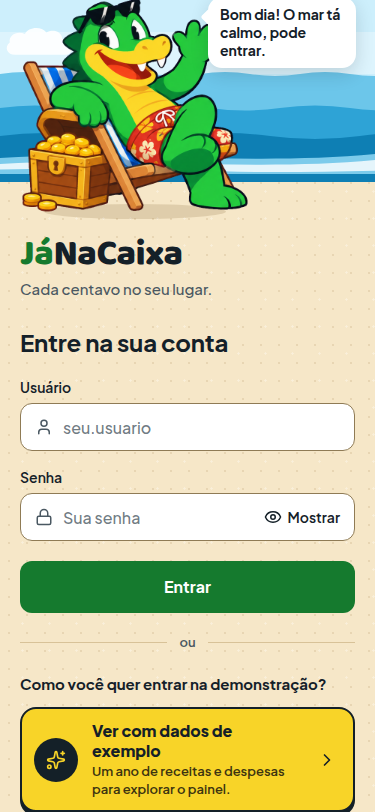 Bom dia! O mar tá
calmo, pode
entrar.
JáNaCaixa
Cada centavo no seu lugar.
Entre na sua conta
Usuário
seu.usuario
Senha
Sua senha
Mostrar
Entrar
ou
Como você quer entrar na demonstração?
Ver com dados de
exemplo
Um ano de receitas e despesas
para explorar o painel.